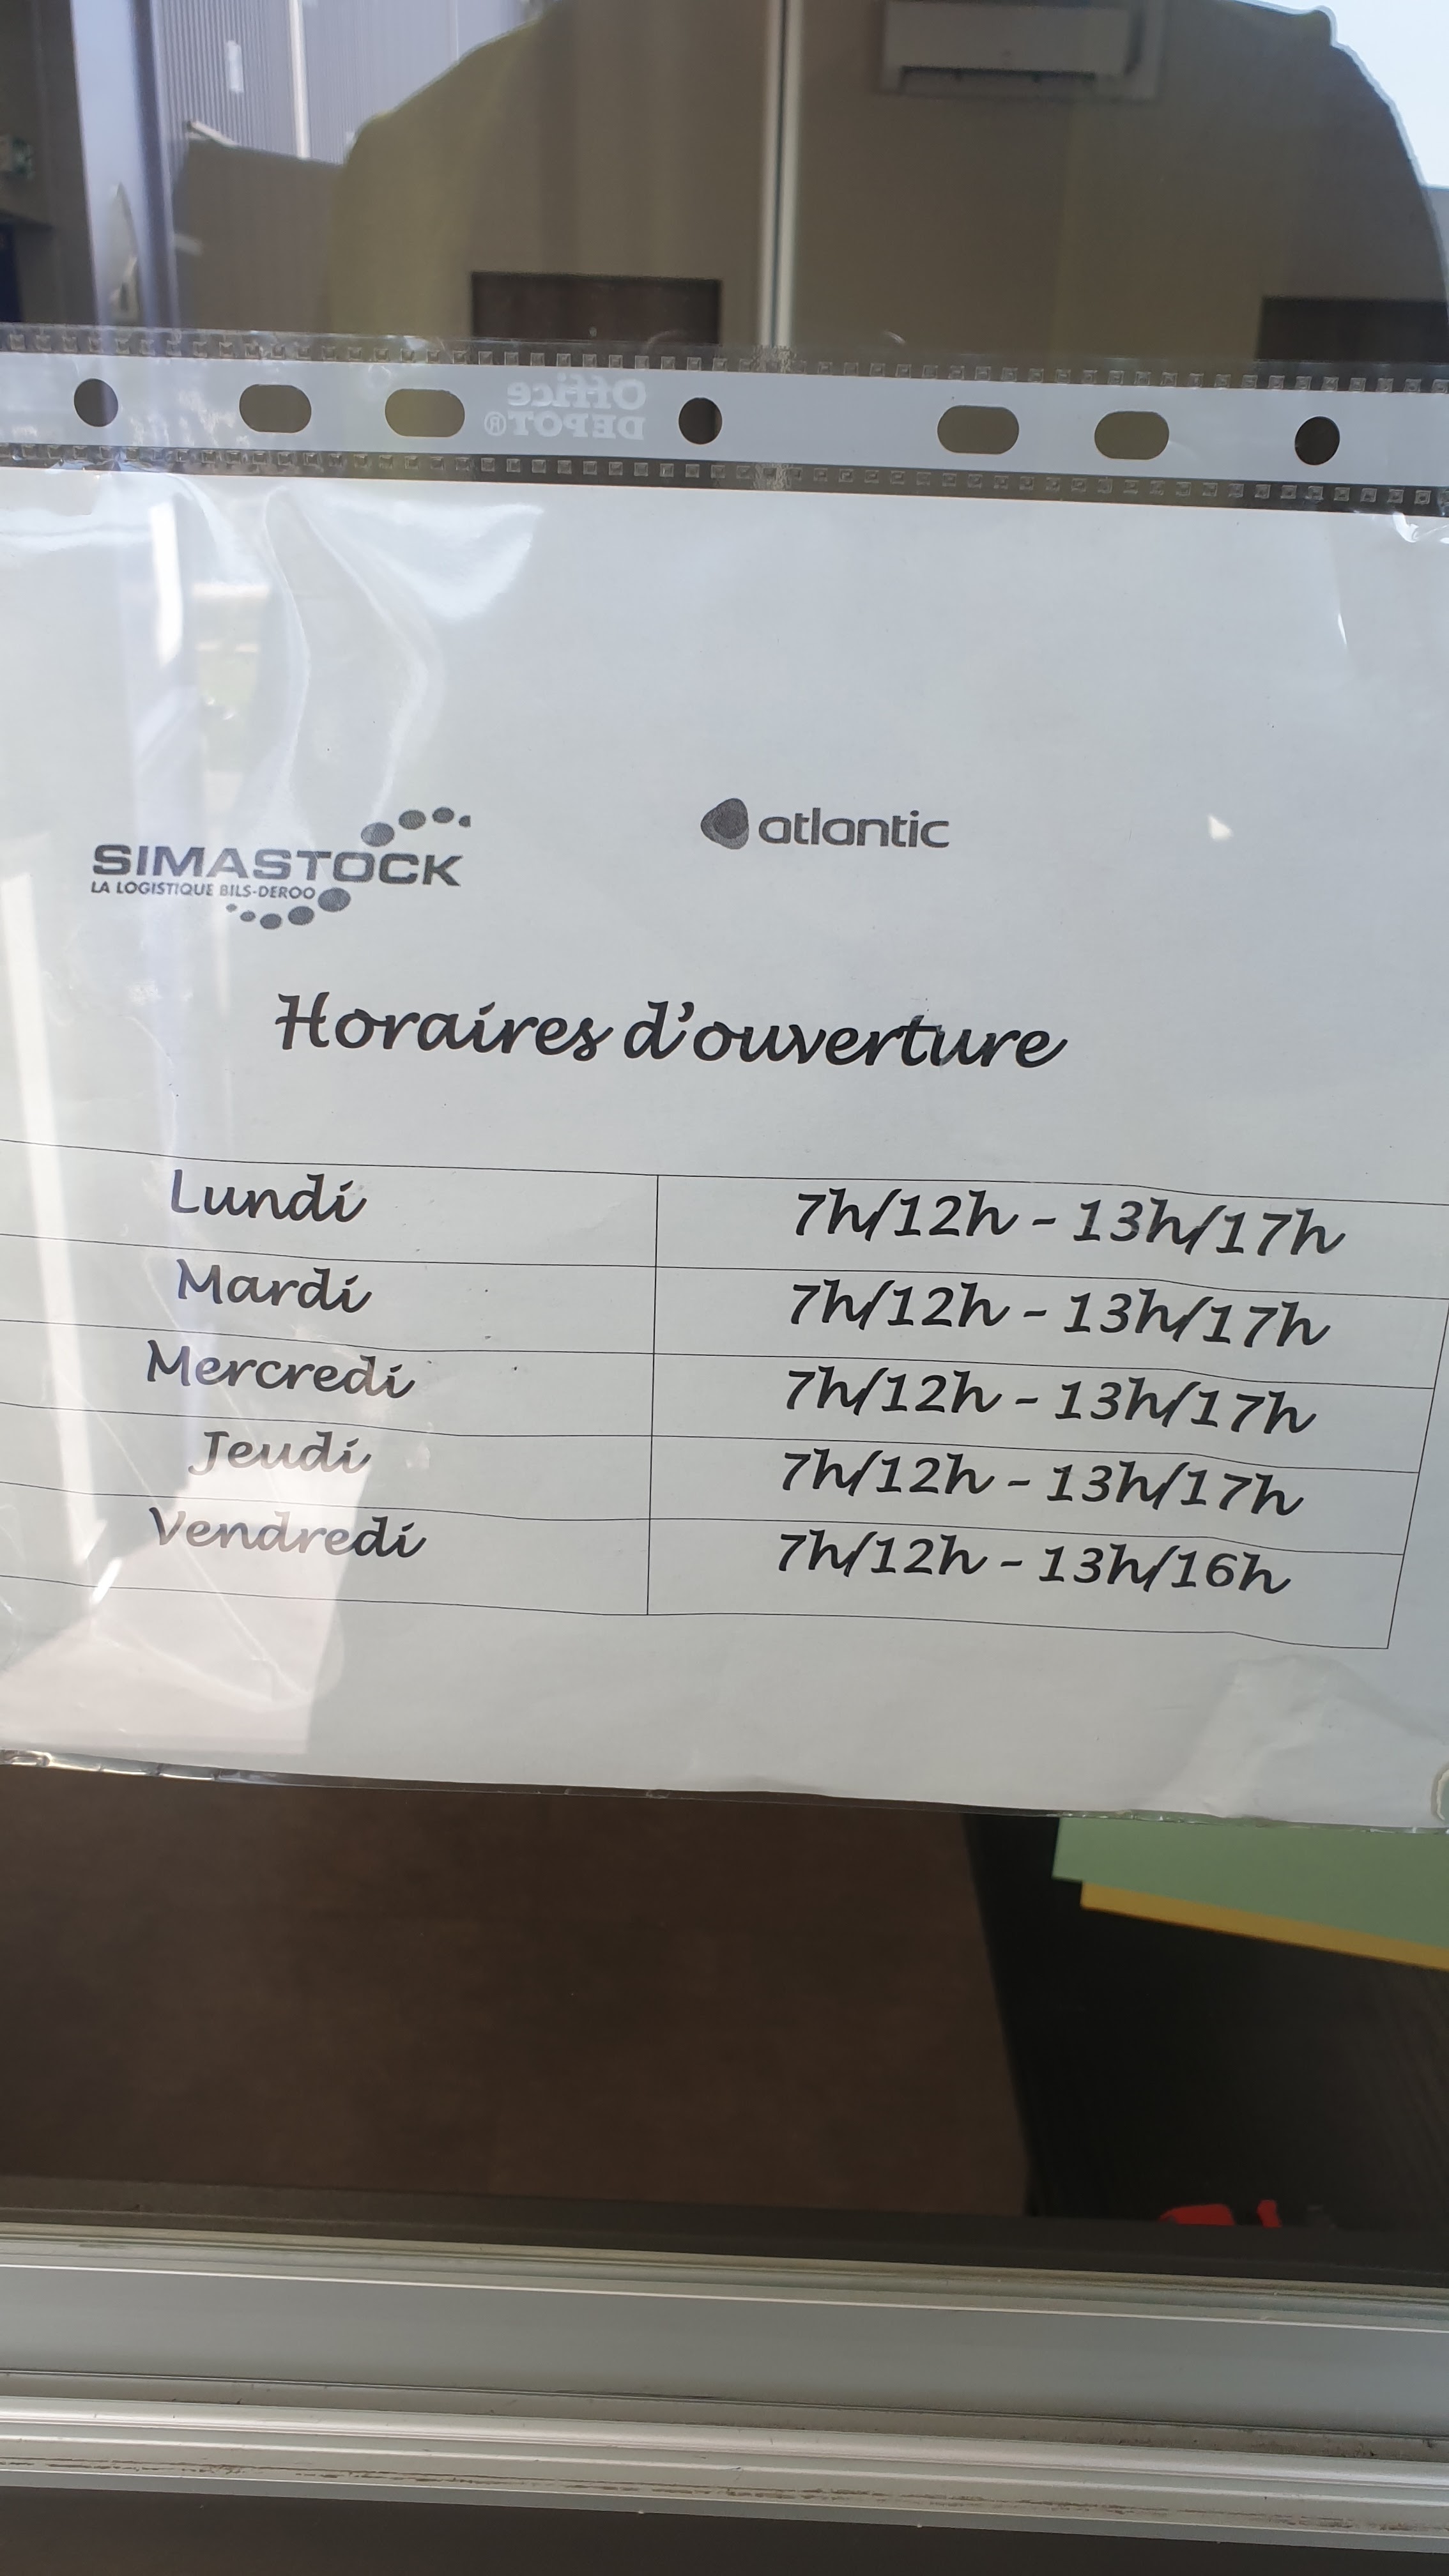 Office
DEPOT®
SIMASTOCK
LA LOGISTIQUE BILS-DEROO
atlantic
Horaires d'ouverture
Lundi 7h/12h - 13h/17h
Mardi 7h/12h - 13h/17h
Mercredi 7h/12h - 13h/17h
Jeudi 7h/12h - 13h/17h
Vendredi 7h/12h - 13h/16h